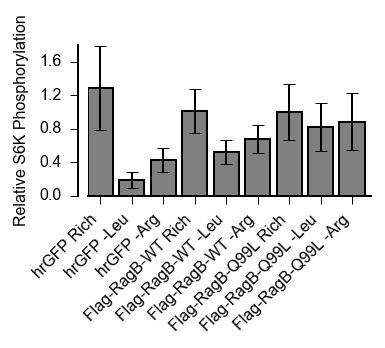 Relative S6K Phosphorylation
1.6
1.2
0.8
0.4
0.0
hrGFP Rich
hrGFP -Leu
hrGFP -Arg
Flag-RagB-WT Rich
Flag-RagB-WT -Leu
Flag-RagB-WT -Arg
Flag-RagB-Q99L Rich
Flag-RagB-Q99L -Leu
Flag-RagB-Q99L -Arg